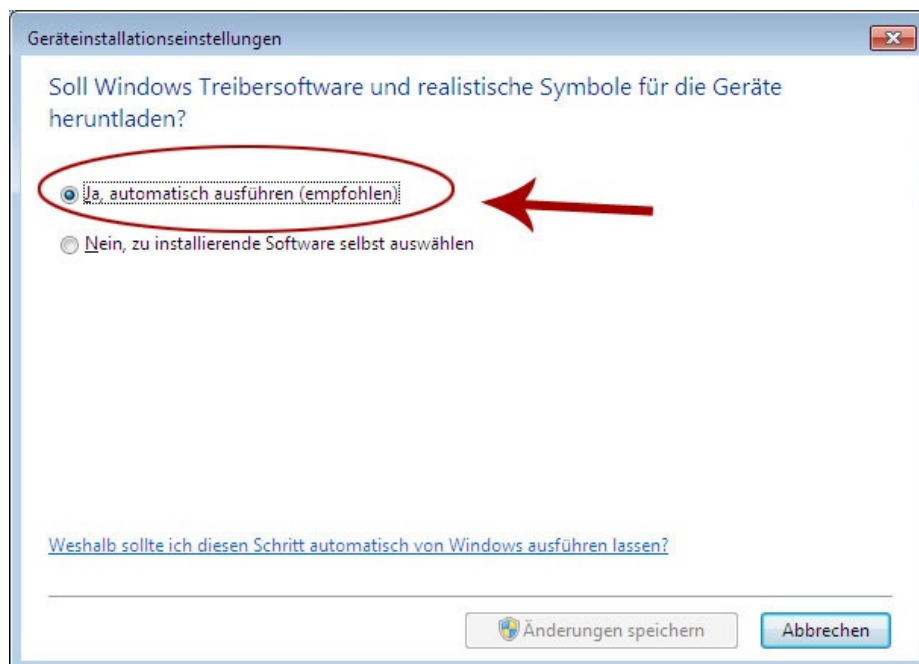 Geräteinstallationseinstellungen
Soll Windows Treibersoftware und realistische Symbole für die Geräte
heruntladen?
Ja, automatisch ausführen (empfohlen)
Nein, zu installierende Software selbst auswählen
Weshalb sollte ich diesen Schritt automatisch von Windows ausführen lassen?
Änderungen speichern
Abbrechen